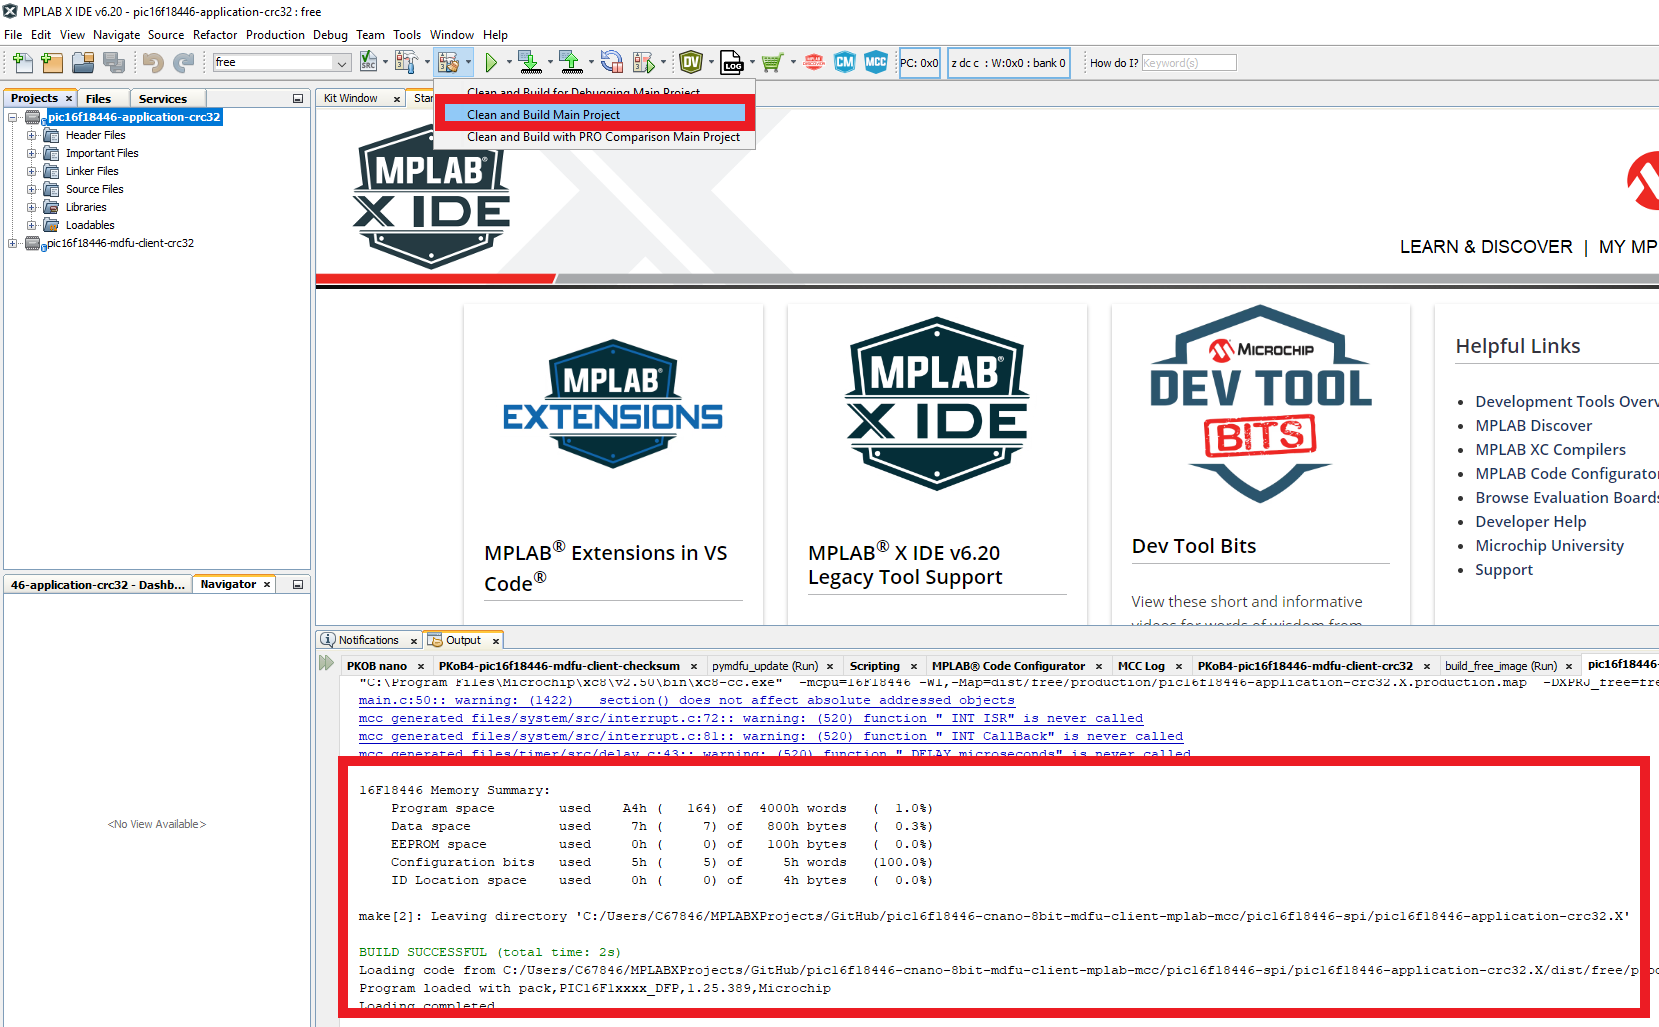 MPLAB X IDE v6.20 - pic16f18446-application-crc32 : free
File Edit View Navigate Source Refactor Production Debug Team Tools Window Help
free
SRC
DV
LOG
CM
MCC
PC: 0x0
z dc c : W:0x0 : bank 0
How do I?
Keyword(s)
Clean and Build for Debugging Main Project
Clean and Build Main Project
Clean and Build with PRO Comparison Main Project
Projects
Files
Services
pic16f18446-application-crc32
Header Files
Important Files
Linker Files
Source Files
Libraries
Loadables
pic16f18446-mdfu-client-crc32
46-application-crc32 - Dashb...
Navigator
<No View Available>
Kit Window
Star
MPLAB®
X IDE
LEARN & DISCOVER | MY MP
MPLAB®
EXTENSIONS
MPLAB® Extensions in VS
Code®
MPLAB®
X IDE
MPLAB® X IDE v6.20
Legacy Tool Support
MICROCHIP
DEV TOOL
BITS
Dev Tool Bits
View these short and informative
videos for words of wisdom from
Helpful Links
Development Tools Overv
MPLAB Discover
MPLAB XC Compilers
MPLAB Code Configurator
Browse Evaluation Boards
Developer Help
Microchip University
Support
Notifications
Output
PKOB nano
PKoB4-pic16f18446-mdfu-client-checksum
pymdfu_update (Run)
Scripting
MPLAB® Code Configurator
MCC Log
PKoB4-pic16f18446-mdfu-client-crc32
build_free_image (Run)
pic16f18446-
"C:\Program Files\Microchip\xc8\v2.50\bin\xc8-cc.exe" -mcpu=16F18446 -Wl,-Map=dist/free/production/pic16f18446-application-crc32.X.production.map -DXPRJ_free=free
main.c:50:: warning: (1422) __section() does not affect absolute addressed objects
mcc_generated_files/system/src/interrupt.c:72:: warning: (520) function "_INT_ISR" is never called
mcc_generated_files/system/src/interrupt.c:81:: warning: (520) function "_INT_CallBack" is never called
mcc_generated_files/timer/src/delay.c:43:: warning: (520) function "_DELAY_microseconds" is never called
16F18446 Memory Summary:
Program space used A4h ( 164) of 4000h words ( 1.0%)
Data space used 7h ( 7) of 800h bytes ( 0.3%)
EEPROM space used 0h ( 0) of 100h bytes ( 0.0%)
Configuration bits used 5h ( 5) of 5h words (100.0%)
ID Location space used 0h ( 0) of 4h bytes ( 0.0%)
make[2]: Leaving directory 'C:/Users/C67846/MPLABXProjects/GitHub/pic16f18446-cnano-8bit-mdfu-client-mplab-mcc/pic16f18446-spi/pic16f18446-application-crc32.X'
BUILD SUCCESSFUL (total time: 2s)
Loading code from C:/Users/C67846/MPLABXProjects/GitHub/pic16f18446-cnano-8bit-mdfu-client-mplab-mcc/pic16f18446-spi/pic16f18446-application-crc32.X/dist/free/pro
Program loaded with pack,PIC16F1xxxx_DFP,1.25.389,Microchip
Loading completed